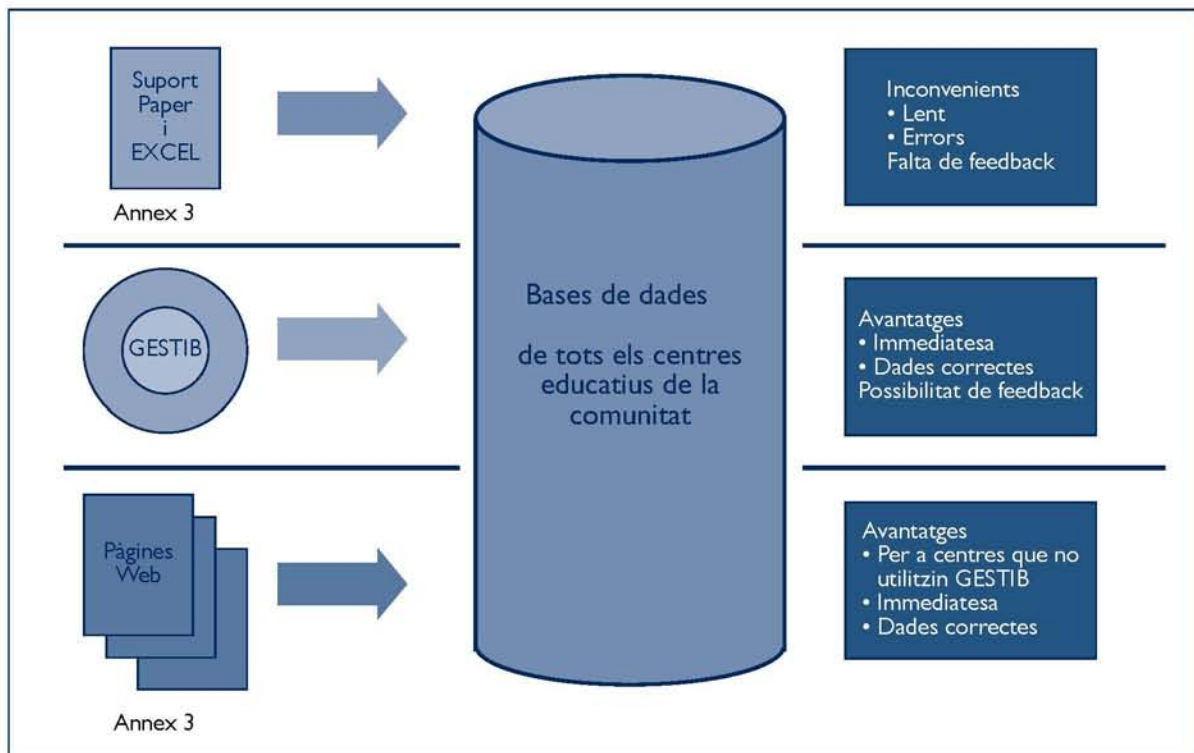 Suport
Paper
i
EXCEL
Annex 3
Inconvenients
• Lent
• Errors
Falta de feedback
GESTIB
Bases de dades
de tots els centres
educatius de la
comunitat
Avantatges
• Immediatesa
• Dades correctes
Possibilitat de feedback
Pàgines
Web
Annex 3
Avantatges
• Per a centres que no
utilitzin GESTIB
• Immediatesa
• Dades correctes